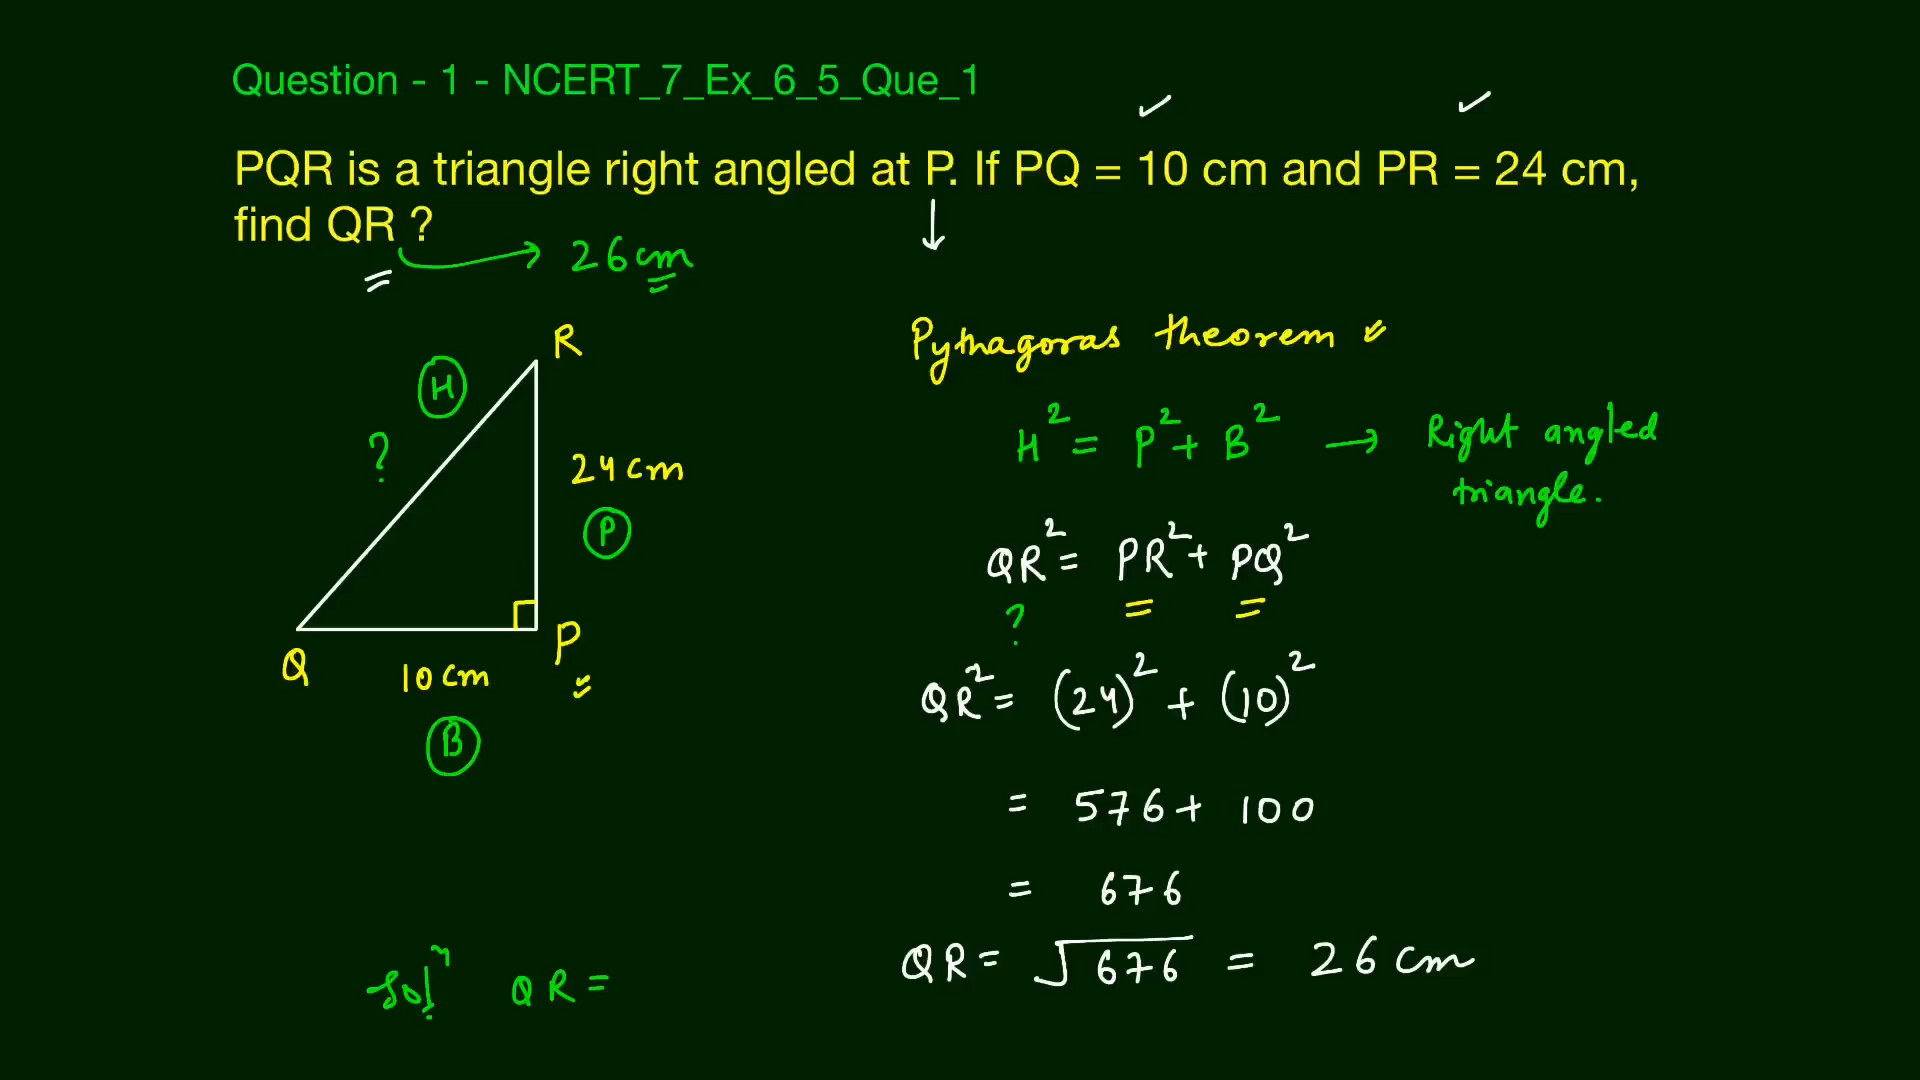 Question - 1 - NCERT_7_Ex_6_5_Que_1
PQR is a triangle right angled at P. If PQ = 10 cm and PR = 24 cm,
find QR ?
26 cm
R
H
?
24 cm
P
Q
P
10 cm
B
Pythagoras theorem
H² = P² + B² → Right angled
triangle.
QR² = PR² + PQ²
?
QR² = (24)² + (10)²
= 576 + 100
= 676
QR = √676 = 26 cm
Solⁿ QR =